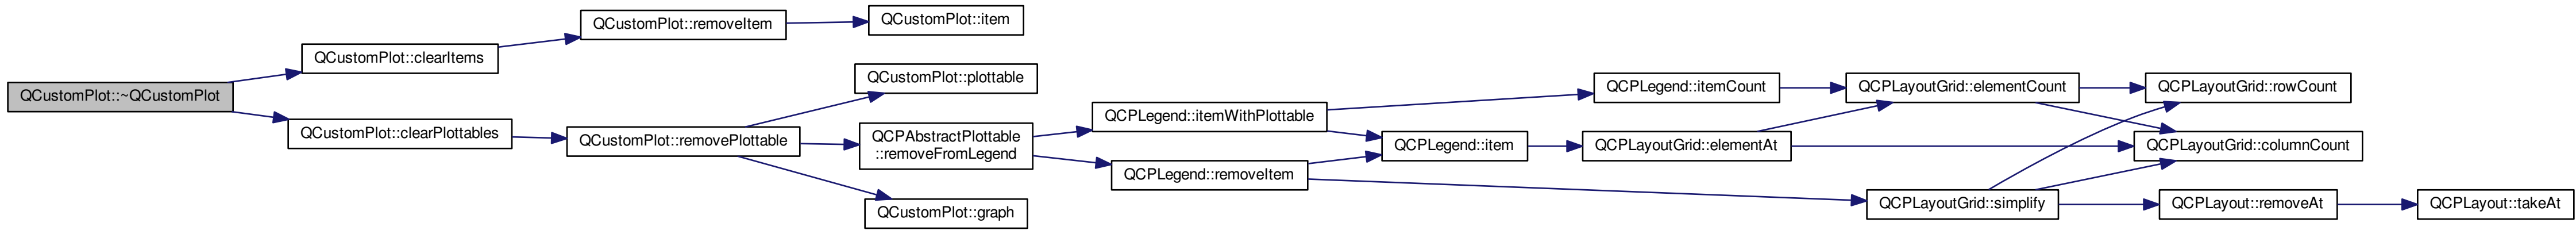 QCustomPlot::~QCustomPlot
QCustomPlot::clearItems
QCustomPlot::removeItem
QCustomPlot::item
QCustomPlot::clearPlottables
QCustomPlot::removePlottable
QCustomPlot::plottable
QCPAbstractPlottable
::removeFromLegend
QCustomPlot::graph
QCPLegend::itemWithPlottable
QCPLegend::removeItem
QCPLegend::item
QCPLegend::itemCount
QCPLayoutGrid::elementAt
QCPLayoutGrid::elementCount
QCPLayoutGrid::simplify
QCPLayoutGrid::rowCount
QCPLayoutGrid::columnCount
QCPLayout::removeAt
QCPLayout::takeAt